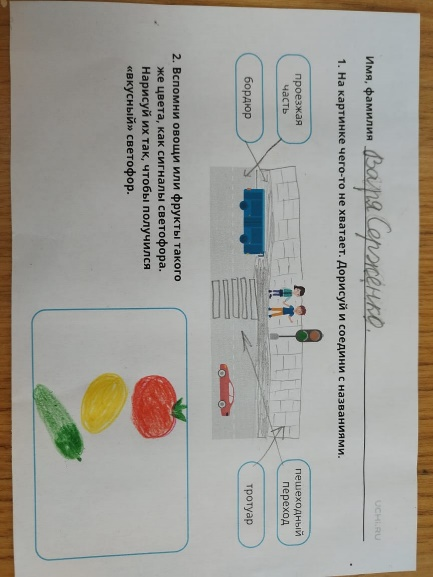 UCHI.RU
Имя, фамилия Варя Серженко.
1. На картинке чего-то не хватает. Дорисуй и соедини с названиями.
проезжая
часть
бордюр
пешеходный
переход
тротуар
2. Вспомни овощи или фрукты такого
же цвета, как сигналы светофора.
Нарисуй их так, чтобы получился
«вкусный» светофор.